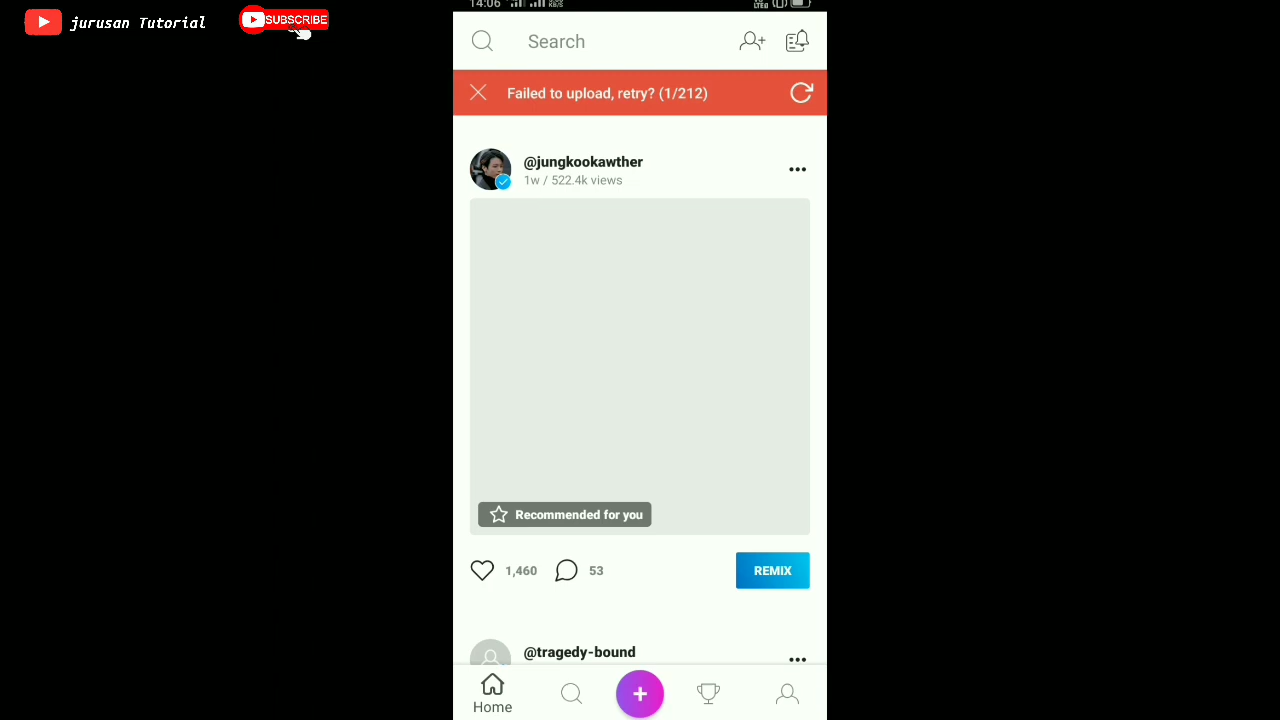 jurusan Tutorial
SUBSCRIBE
14:06
KB/S
Search
Failed to upload, retry? (1/212)
@jungkookawther
1w / 522.4k views
Recommended for you
1,460
53
REMIX
@tragedy-bound
Home